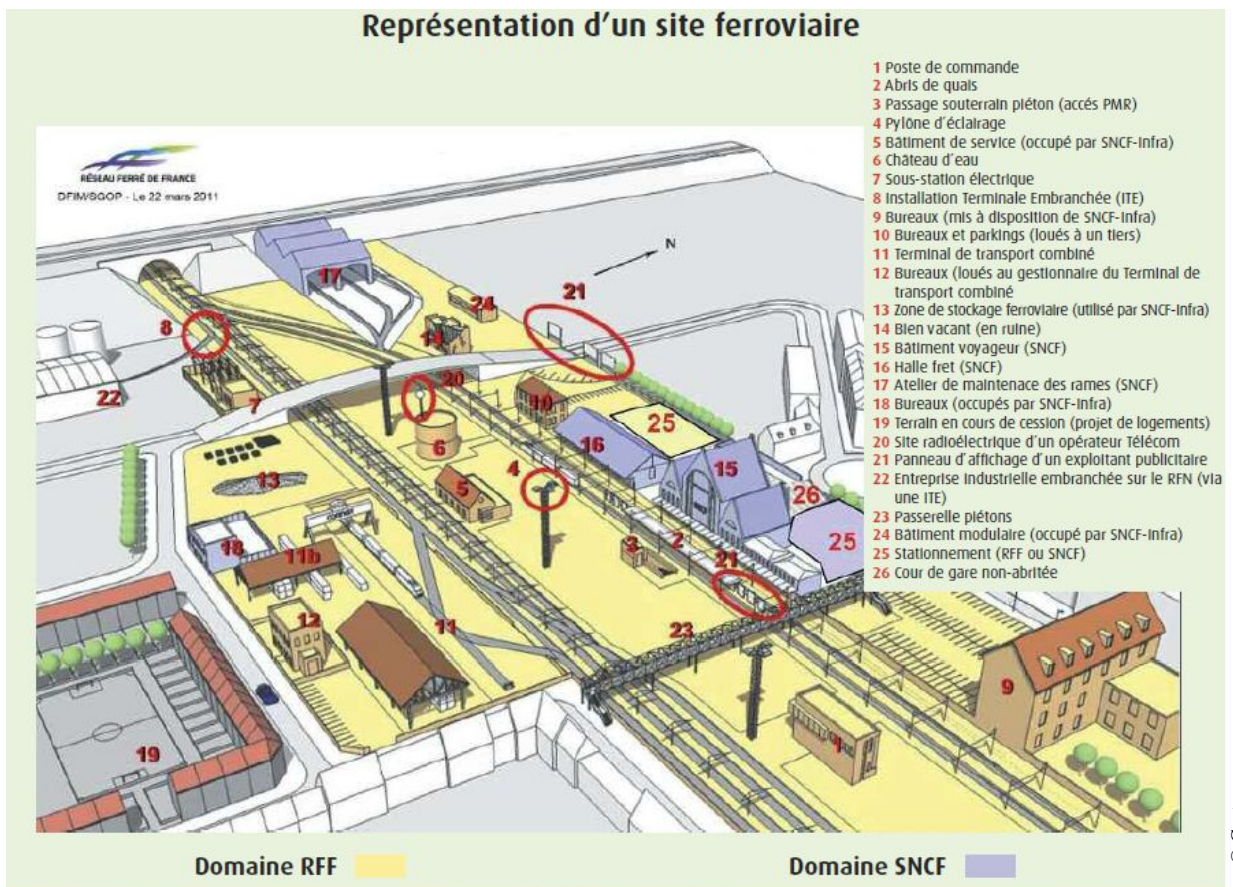 Représentation d'un site ferroviaire
1 Poste de commande
2 Abris de quais
3 Passage souterrain piéton (accés PMR)
4 Pylône d'éclairage
5 Bâtiment de service (occupé par SNCF-Infra)
6 Château d'eau
7 Sous-station électrique
8 Installation Terminale Embranchée (ITE)
9 Bureaux (mis à disposition de SNCF-Infra)
10 Bureaux et parkings (loués à un tiers)
11 Terminal de transport combiné
12 Bureaux (loués au gestionnaire du Terminal de
transport combiné
13 Zone de stockage ferroviaire (utilisé par SNCF-Infra)
14 Bien vacant (en ruine)
15 Bâtiment voyageur (SNCF)
16 Halle fret (SNCF)
17 Atelier de maintenace des rames (SNCF)
18 Bureaux (occupés par SNCF-Infra)
19 Terrain en cours de cession (projet de logements)
20 Site radioélectrique d'un opérateur Télécom
21 Panneau d'affichage d'un exploitant publicitaire
22 Entreprise industrielle embranchée sur le RFN (via
une ITE)
23 Passerelle piétons
24 Bâtiment modulaire (occupé par SNCF-Infra)
25 Stationnement (RFF ou SNCF)
26 Cour de gare non-abritée
RÉSEAU FERRÉ DE FRANCE
DFIM/SGOP - Le 22 mars 2011
N
17
21
24
8
14
20
22
7
10
25
6
16
4
15
13
5
26
18
11b
3
2
25
21
12
11
23
9
19
1
Domaine RFF
Domaine SNCF